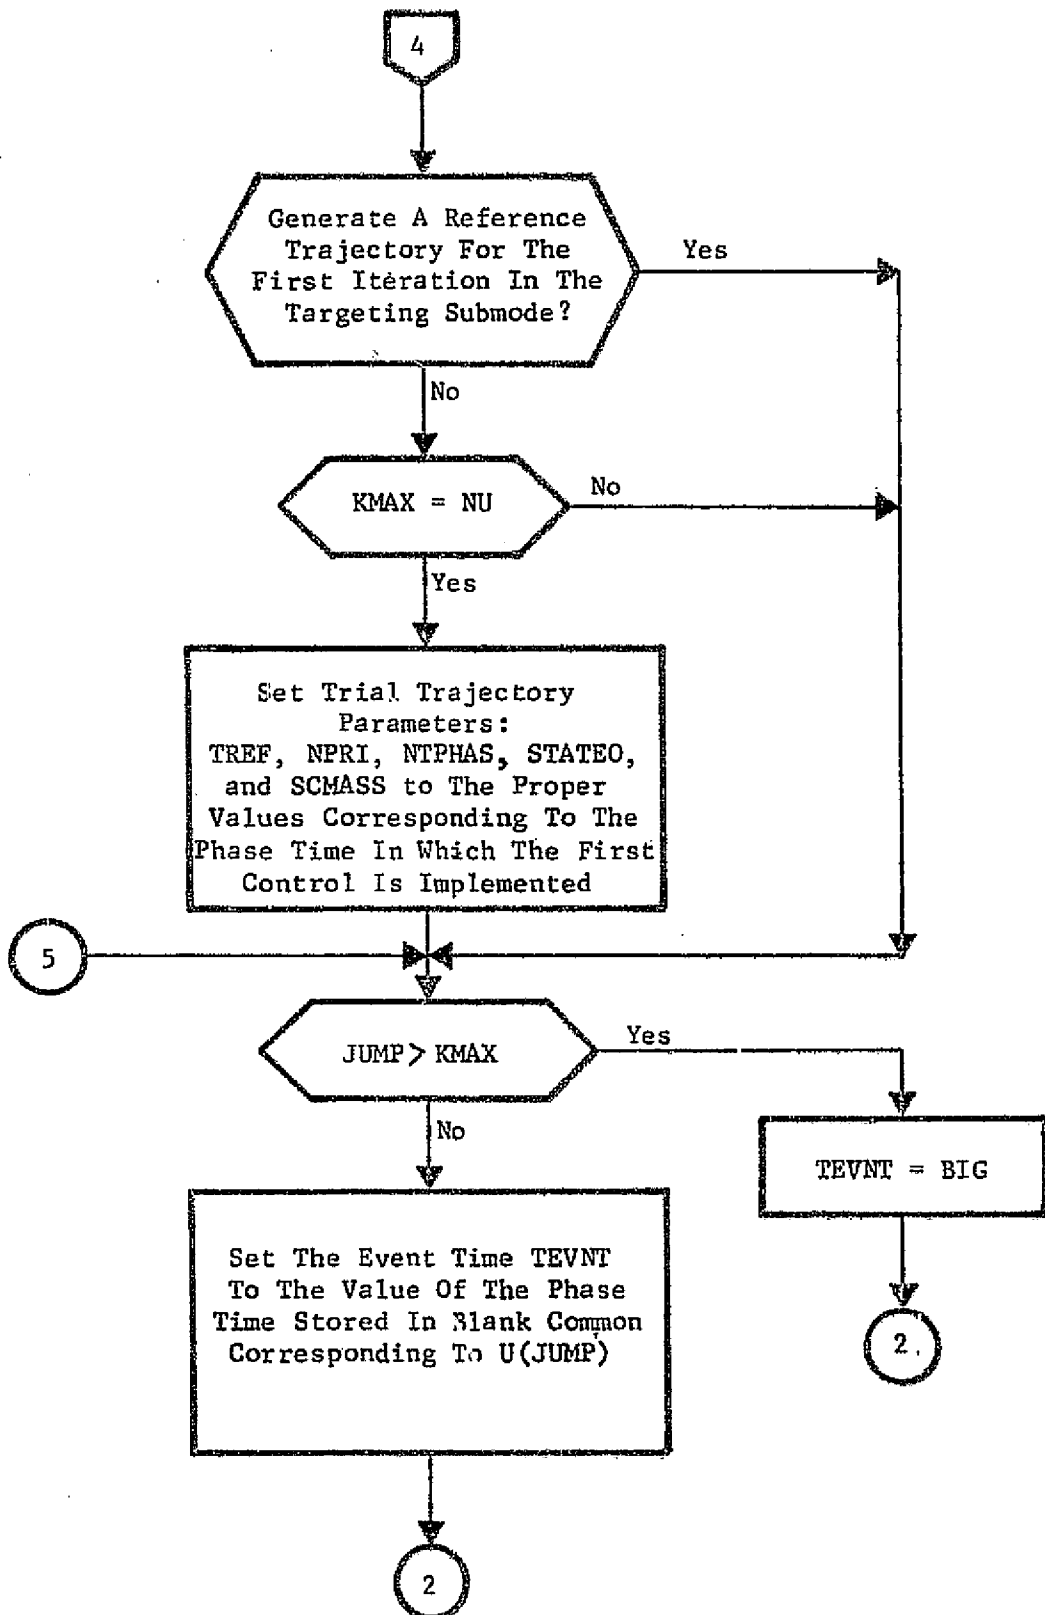 4
Generate A Reference
Trajectory For The
First Iteration In The
Targeting Submode?
Yes
No
KMAX = NU
No
Yes
Set Trial Trajectory
Parameters:
TREF, NPRI, NTPHAS, STATEO,
and SCMASS to The Proper
Values Corresponding To The
Phase Time In Which The First
Control Is Implemented
5
JUMP > KMAX
Yes
No
TEVNT = BIG
Set The Event Time TEVNT
To The Value Of The Phase
Time Stored In Blank Common
Corresponding To U(JUMP)
2.
2